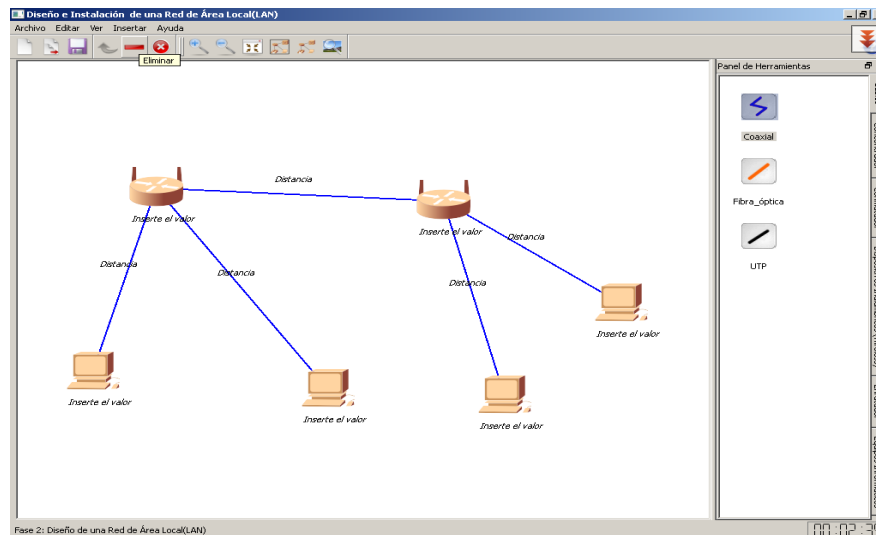 Diseño e Instalación de una Red de Área Local(LAN)
Archivo Editar Ver Insertar Ayuda
Eliminar
Panel de Herramientas
Coaxial
Fibra_óptica
UTP
Distancia
Inserte el valor
Inserte el valor
Distancia
Distancia
Distancia
Distancia
Inserte el valor
Inserte el valor
Inserte el valor
Inserte el valor
Fase 2: Diseño de una Red de Área Local(LAN)